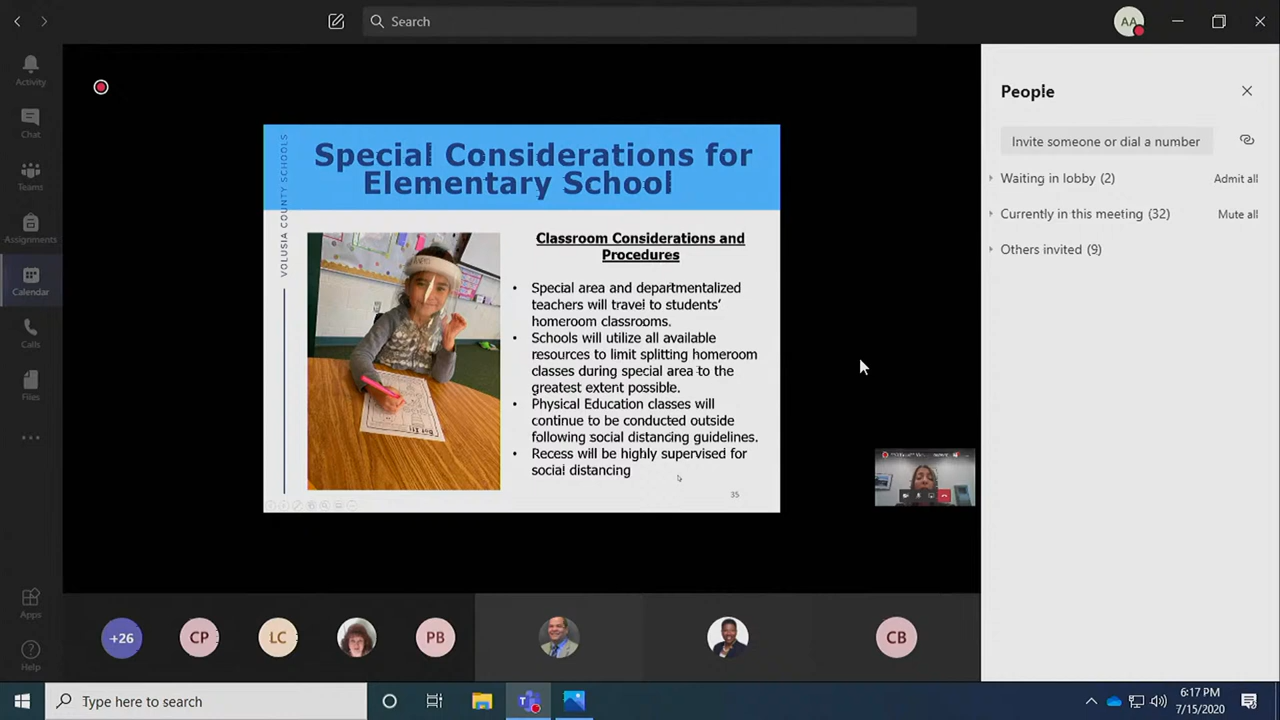 Search
AA
Activity
Chat
Teams
Assignments
Calendar
Calls
Files
Apps
Help
VOLUSIA COUNTY SCHOOLS
Special Considerations for
Elementary School
Classroom Considerations and
Procedures
• Special area and departmentalized
teachers will travel to students'
homeroom classrooms.
• Schools will utilize all available
resources to limit splitting homeroom
classes during special area to the
greatest extent possible.
• Physical Education classes will
continue to be conducted outside
following social distancing guidelines.
• Recess will be highly supervised for
social distancing
35
People
Invite someone or dial a number
Waiting in lobby (2)
Admit all
Currently in this meeting (32)
Mute all
Others invited (9)
+26
CP
LC
PB
CB
Type here to search
6:17 PM
7/15/2020